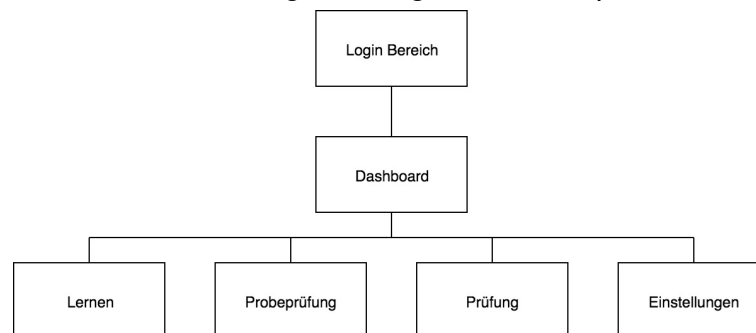 Login Bereich
Dashboard
Lernen
Probeprüfung
Prüfung
Einstellungen